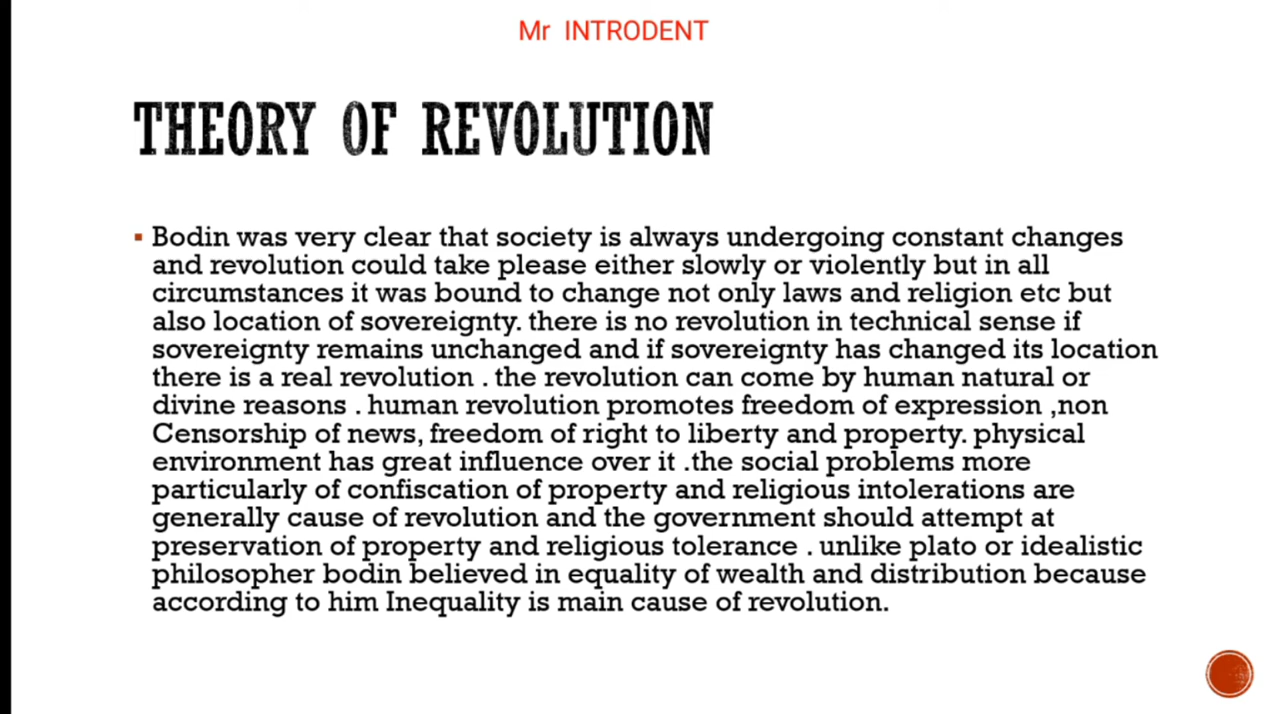 Mr INTRODENT
THEORY OF REVOLUTION
▪ Bodin was very clear that society is always undergoing constant changes
and revolution could take please either slowly or violently but in all
circumstances it was bound to change not only laws and religion etc but
also location of sovereignty. there is no revolution in technical sense if
sovereignty remains unchanged and if sovereignty has changed its location
there is a real revolution . the revolution can come by human natural or
divine reasons . human revolution promotes freedom of expression ,non
Censorship of news, freedom of right to liberty and property. physical
environment has great influence over it .the social problems more
particularly of confiscation of property and religious intolerations are
generally cause of revolution and the government should attempt at
preservation of property and religious tolerance . unlike plato or idealistic
philosopher bodin believed in equality of wealth and distribution because
according to him Inequality is main cause of revolution.